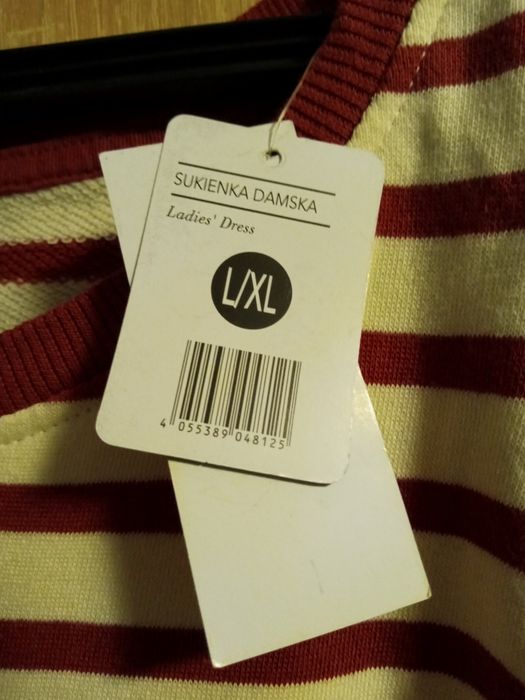 SUKIENKA DAMSKA
Ladies' Dress
L/XL
4 055389 048125